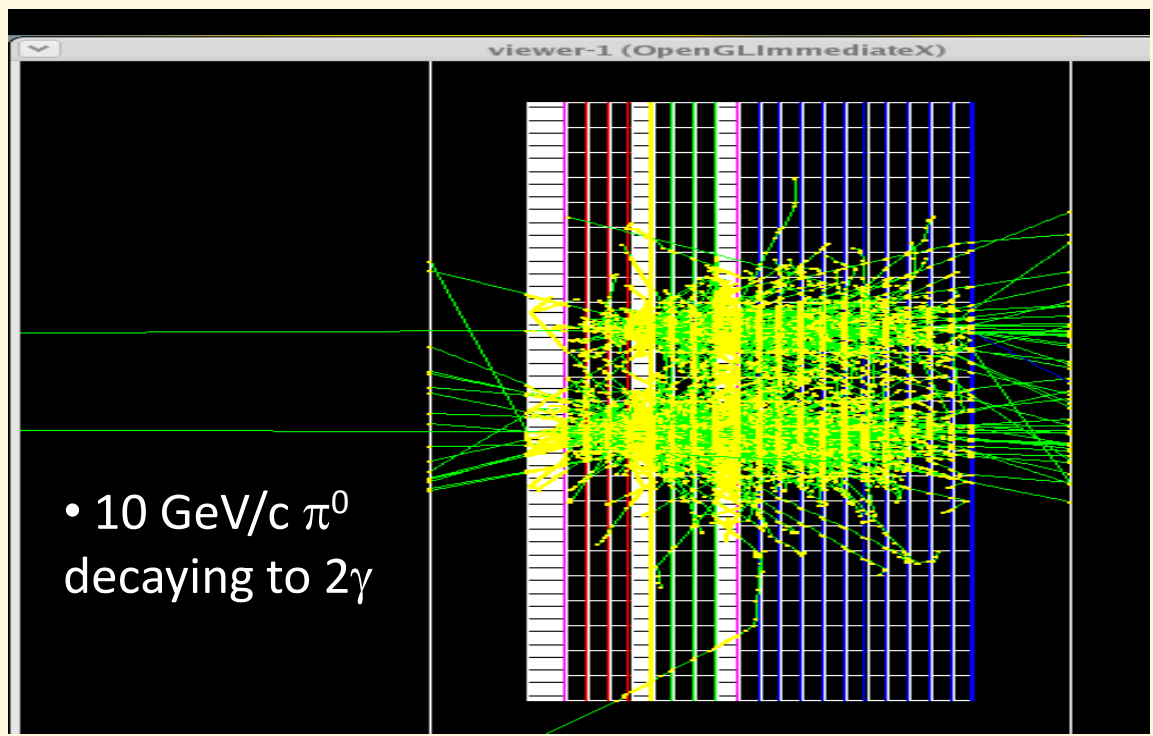 viewer-1 (OpenGLImmediateX)
• 10 GeV/c π⁰
decaying to 2γ